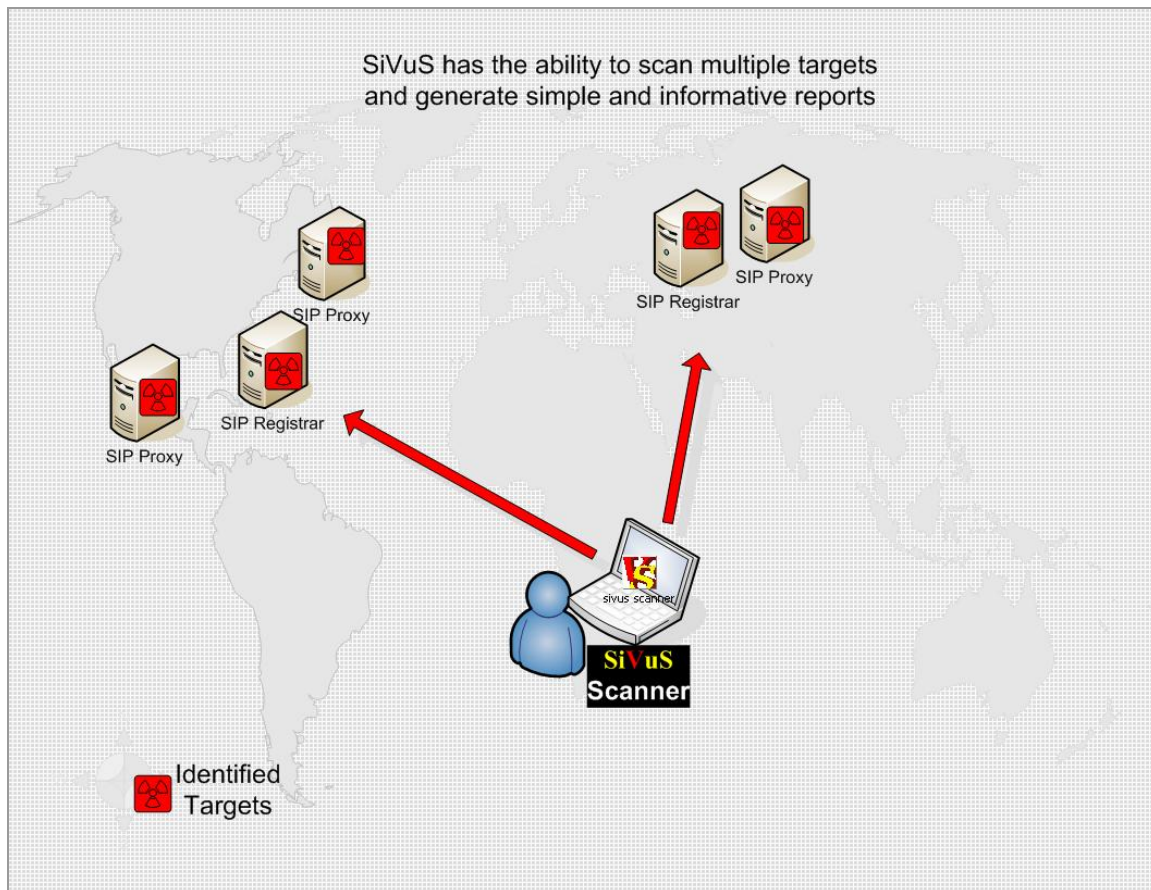 SiVuS has the ability to scan multiple targets
and generate simple and informative reports
SIP Proxy
SIP Registrar
SIP Proxy
SIP Registrar
SIP Proxy
VS
sivus scanner
SiVuS
Scanner
Identified
Targets